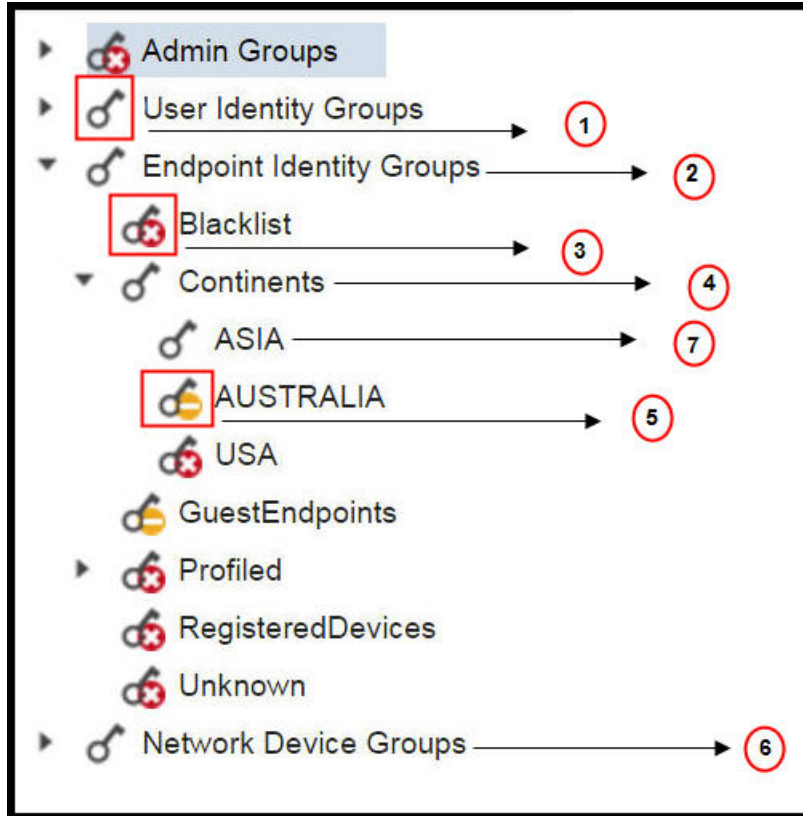 Admin Groups
User Identity Groups
1
Endpoint Identity Groups
2
Blacklist
3
Continents
4
ASIA
7
AUSTRALIA
5
USA
GuestEndpoints
Profiled
RegisteredDevices
Unknown
Network Device Groups
6